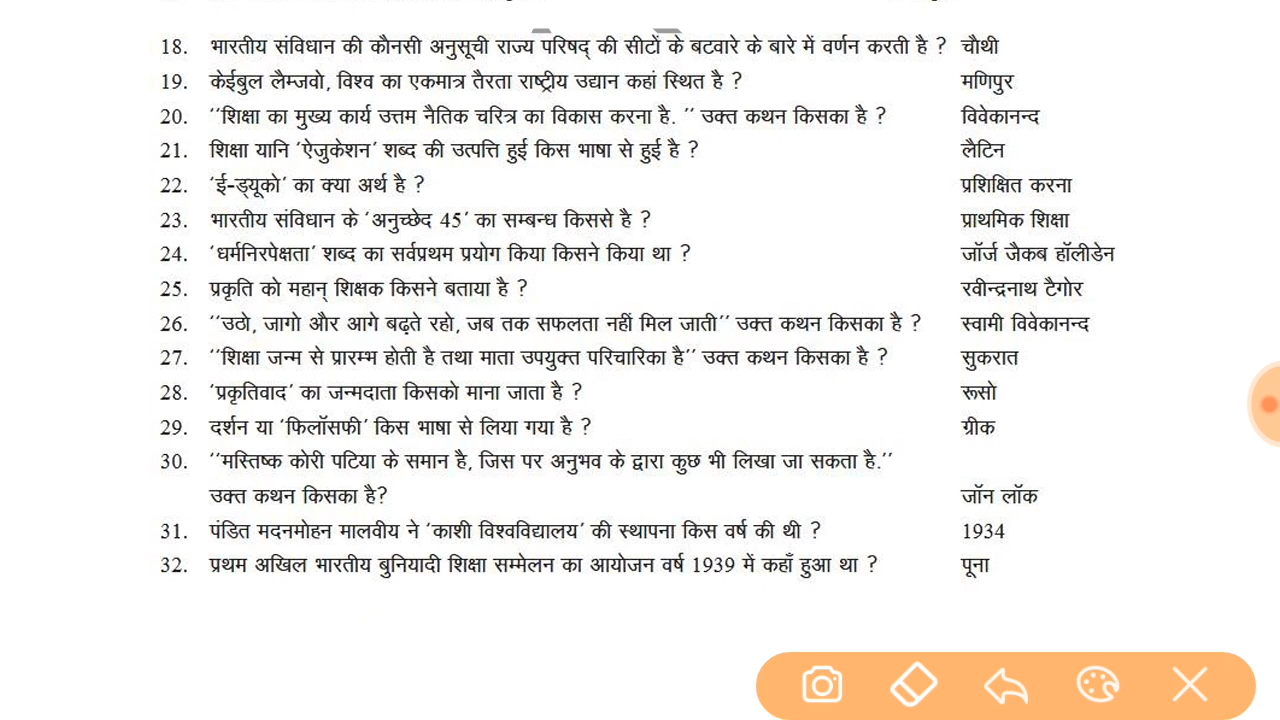 18. भारतीय संविधान की कौनसी अनुसूची राज्य परिषद् की सीटों के बटवारे के बारे में वर्णन करती है ? चौथी
19. केईबुल लैम्जवो, विश्व का एकमात्र तैरता राष्ट्रीय उद्यान कहां स्थित है ? मणिपुर
20. ''शिक्षा का मुख्य कार्य उत्तम नैतिक चरित्र का विकास करना है. '' उक्त कथन किसका है ? विवेकानन्द
21. शिक्षा यानि 'ऐजुकेशन' शब्द की उत्पत्ति हुई किस भाषा से हुई है ? लैटिन
22. 'ई-ड्यूको' का क्या अर्थ है ? प्रशिक्षित करना
23. भारतीय संविधान के 'अनुच्छेद 45' का सम्बन्ध किससे है ? प्राथमिक शिक्षा
24. 'धर्मनिरपेक्षता' शब्द का सर्वप्रथम प्रयोग किया किसने किया था ? जॉर्ज जैकब हॉलीडेन
25. प्रकृति को महान् शिक्षक किसने बताया है ? रवीन्द्रनाथ टैगोर
26. ''उठो, जागो और आगे बढ़ते रहो, जब तक सफलता नहीं मिल जाती'' उक्त कथन किसका है ? स्वामी विवेकानन्द
27. ''शिक्षा जन्म से प्रारम्भ होती है तथा माता उपयुक्त परिचारिका है'' उक्त कथन किसका है ? सुकरात
28. 'प्रकृतिवाद' का जन्मदाता किसको माना जाता है ? रूसो
29. दर्शन या 'फिलॉसफी' किस भाषा से लिया गया है ? ग्रीक
30. ''मस्तिष्क कोरी पटिया के समान है, जिस पर अनुभव के द्वारा कुछ भी लिखा जा सकता है.''
उक्त कथन किसका है? जॉन लॉक
31. पंडित मदनमोहन मालवीय ने 'काशी विश्वविद्यालय' की स्थापना किस वर्ष की थी ? 1934
32. प्रथम अखिल भारतीय बुनियादी शिक्षा सम्मेलन का आयोजन वर्ष 1939 में कहाँ हुआ था ? पूना